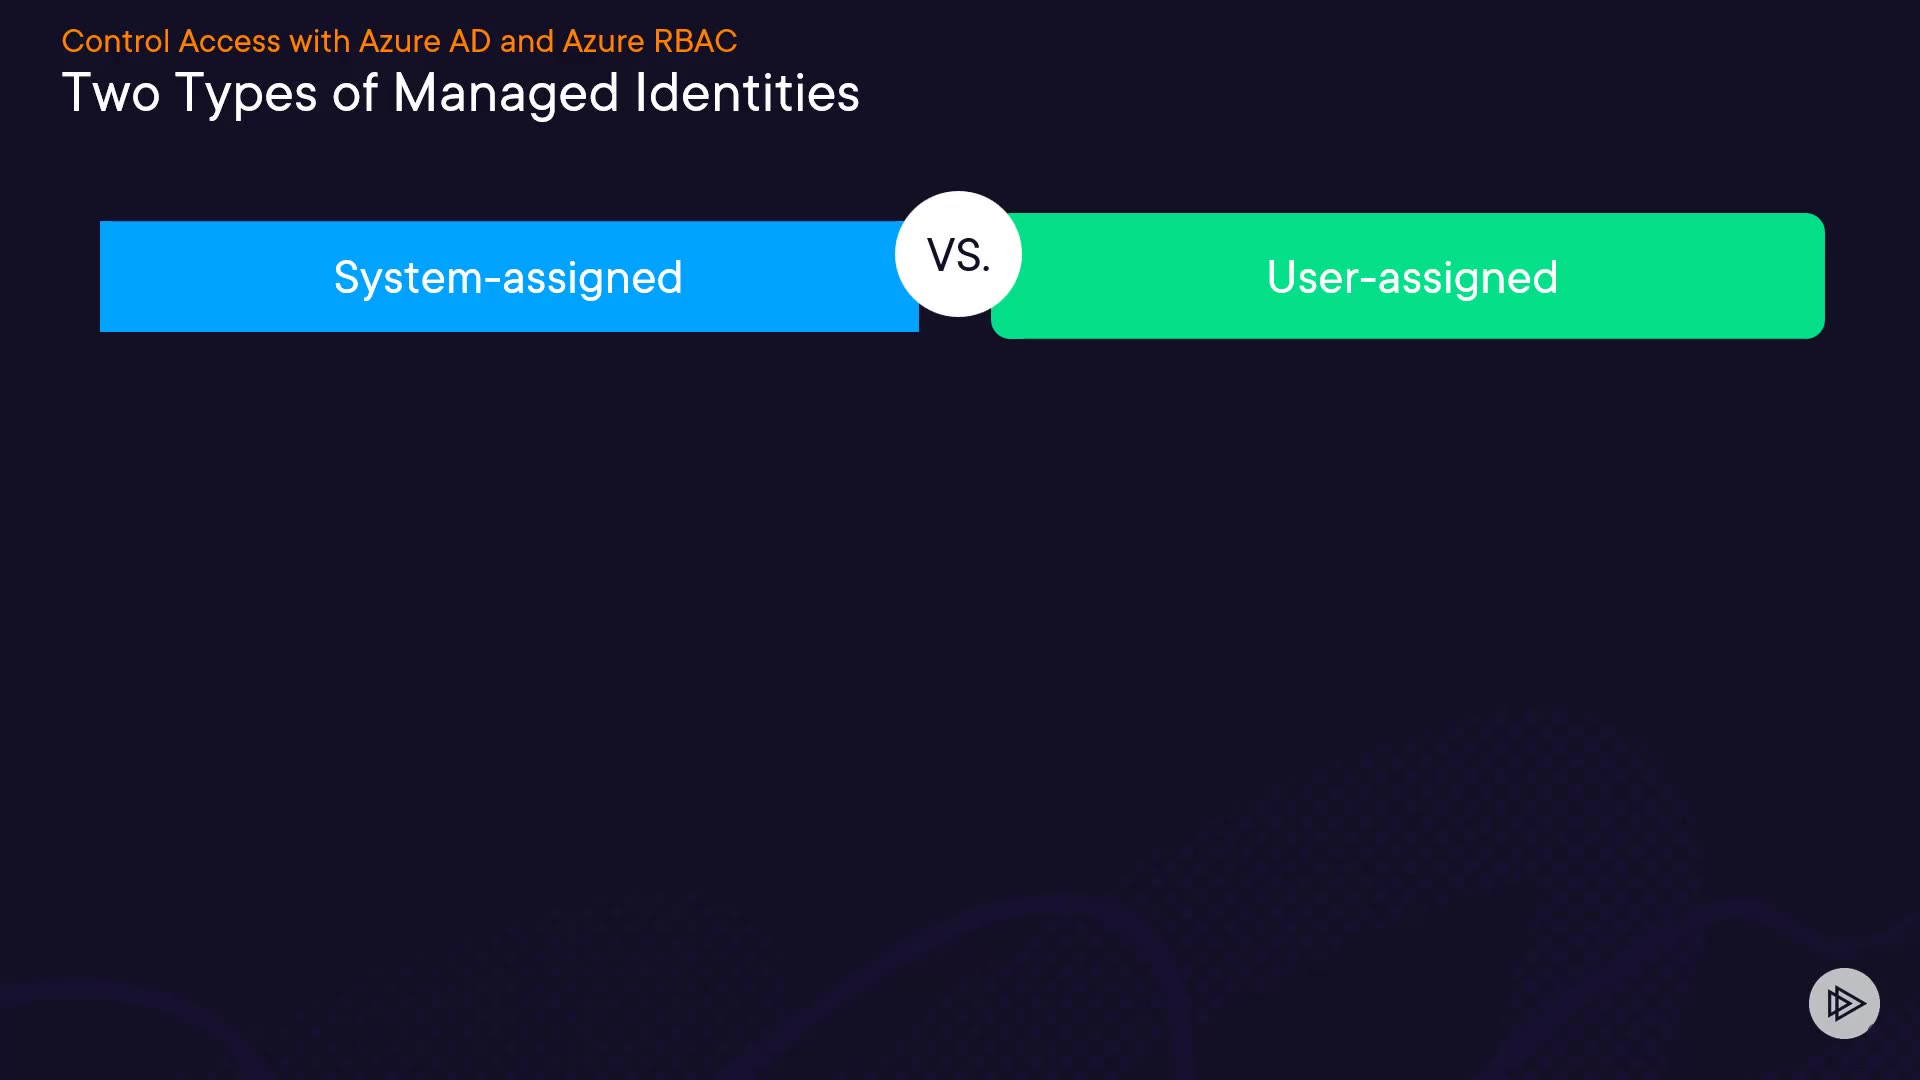 Control Access with Azure AD and Azure RBAC
Two Types of Managed Identities
System-assigned
VS.
User-assigned